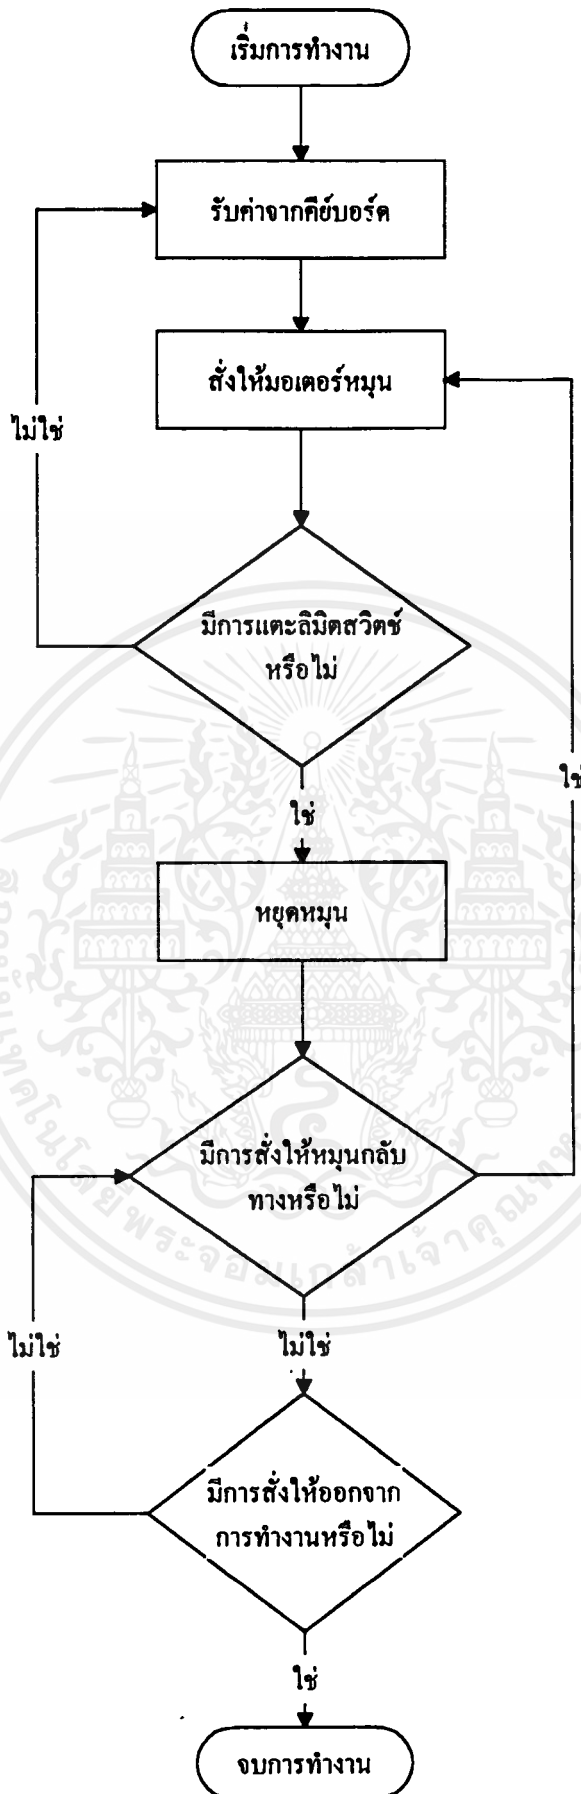 เริ่มการทำงาน
รับค่าจากคีย์บอร์ด
สั่งให้มอเตอร์หมุน
ไม่ใช่
มีการแตะลิมิตสวิตช์
หรือไม่
ใช่
ใช่
หยุดหมุน
มีการสั่งให้หมุนกลับ
ทางหรือไม่
ไม่ใช่
ไม่ใช่
มีการสั่งให้ออกจาก
การทำงานหรือไม่
ใช่
จบการทำงาน